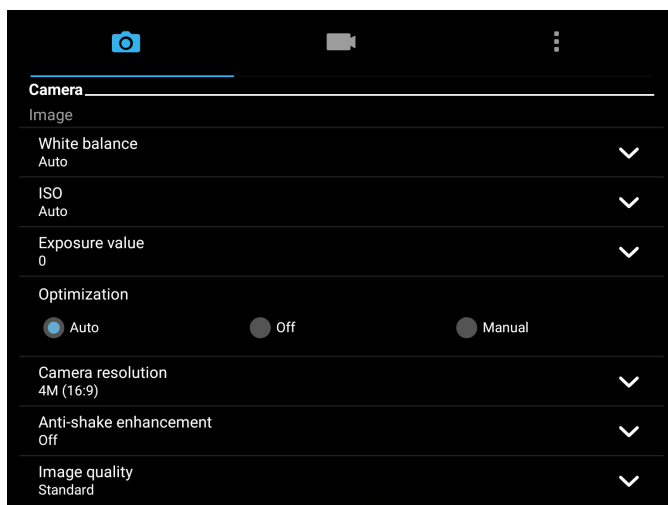 Camera
Image
White balance
Auto
ISO
Auto
Exposure value
0
Optimization
Auto Off Manual
Camera resolution
4M (16:9)
Anti-shake enhancement
Off
Image quality
Standard